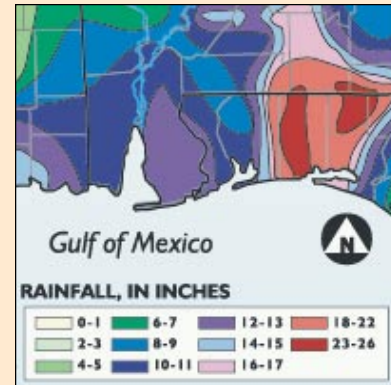 Gulf of Mexico
N
RAINFALL, IN INCHES
0-1 6-7 12-13 18-22
2-3 8-9 14-15 23-26
4-5 10-11 16-17